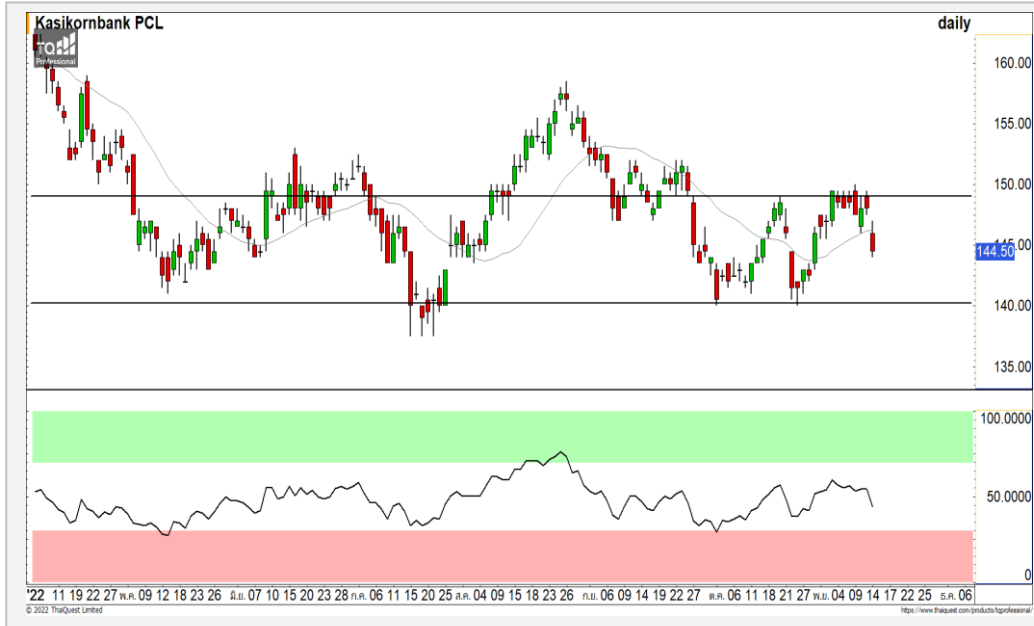 Kasikornbank PCL daily
TQ
Professional
160.00
155.00
150.00
145.00
144.50
140.00
135.00
100.0000
50.0000
0
'22 11 19 22 27 พ.ค. 09 12 18 23 26 มิ.ย. 07 10 15 20 23 28 ก.ค. 06 12 15 20 25 ส.ค. 04 09 15 18 23 26 ก.ย. 06 09 14 19 22 27 ต.ค. 06 11 18 21 27 พ.ย. 04 09 14 17 22 25 ธ.ค. 06
© 2022 ThaiQuest Limited https://www.thaiquest.com/products/tqprofessional/